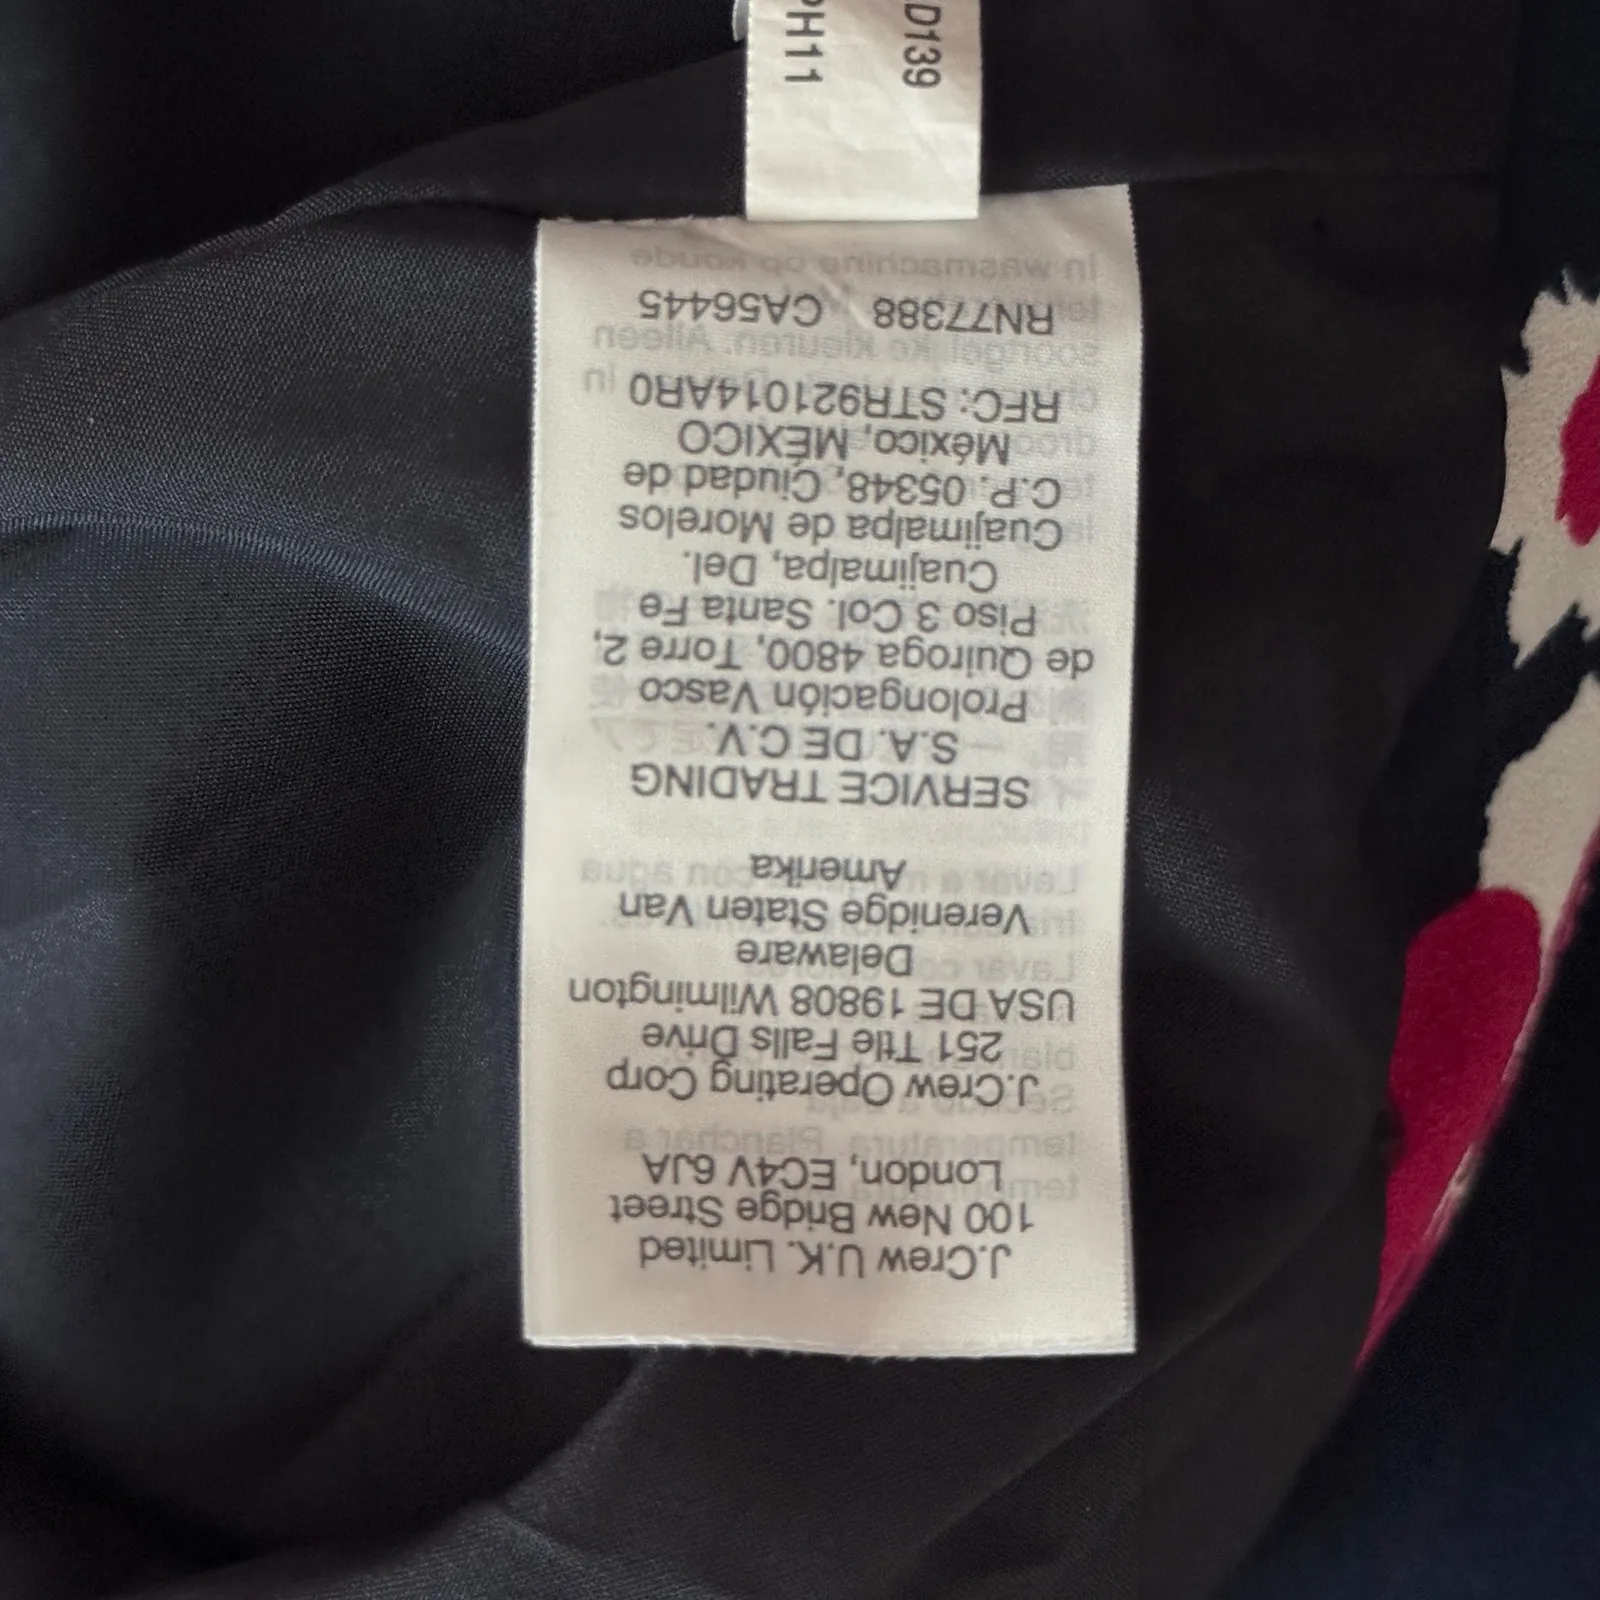 J.Crew U.K. Limited
100 New Bridge Street
London, EC4V 6JA
J.Crew Operating Corp
251 Ttle Falls Drive
USA DE 19808 Wilmington
Delaware
Verenidge Staten Van
Amerika
SERVICE TRADING
S.A. DE C.V.
Prolongación Vasco
de Quiroga 4800, Torre 2,
Piso 3 Col. Santa Fe
Cuajimalpa, Del.
Cuajimalpa de Morelos
C.P. 05348, Ciudad de
México, MÉXICO
RFC: STR921014AR0
RN77388 CA56445
D139
PH11